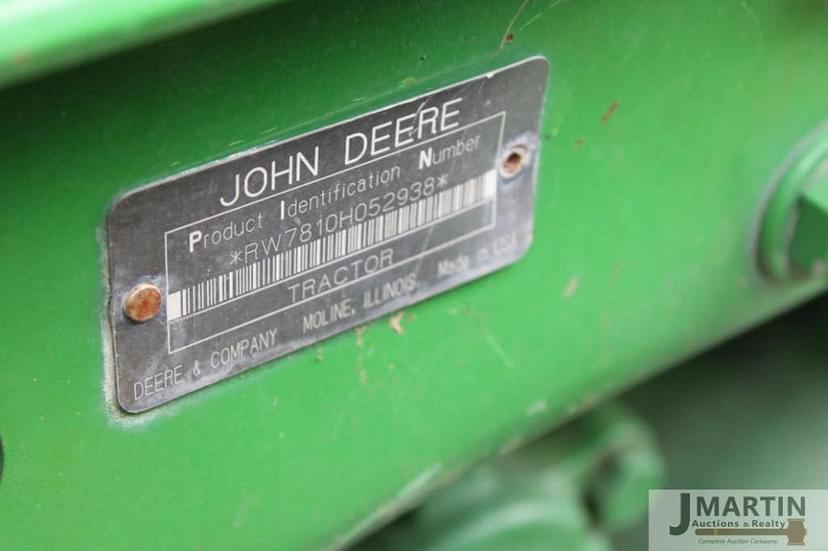 JOHN DEERE
Product Identification Number
*RW7810H052938*
TRACTOR
DEERE & COMPANY MOLINE, ILLINOIS Made in USA
J MARTIN
Auctions & Realty
Complete Auction Company